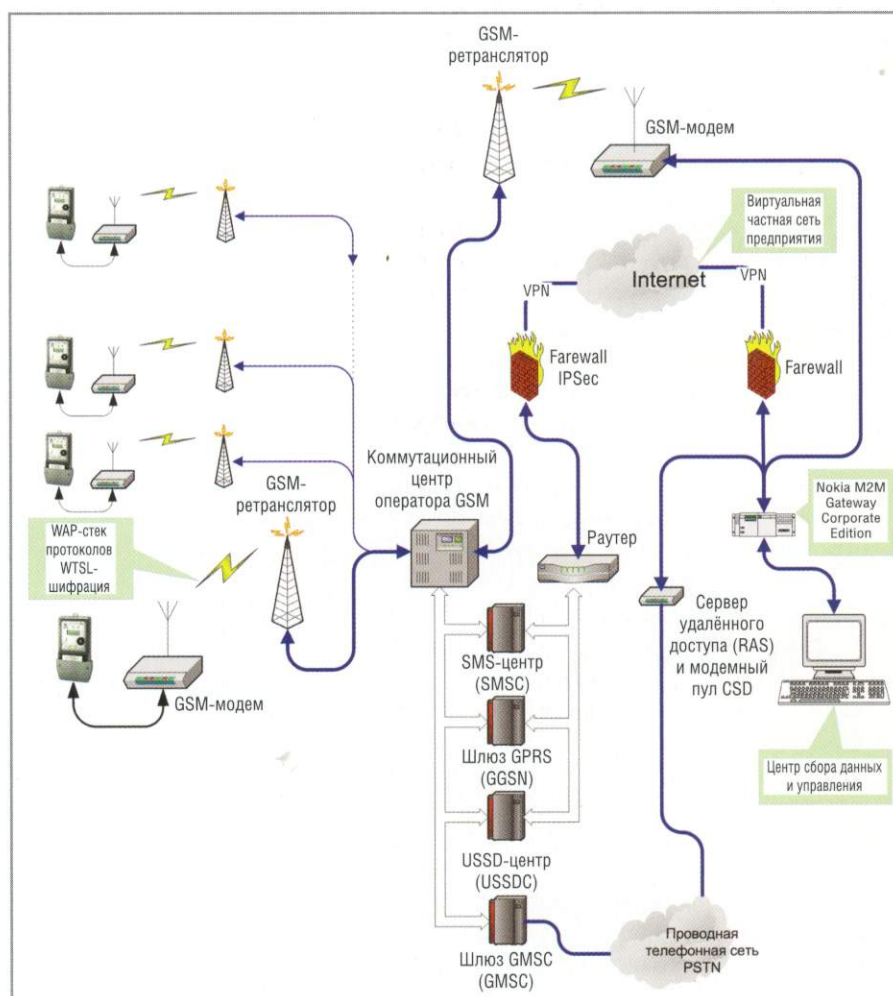 GSM-
ретранслятор
GSM-
ретранслятор
GSM-модем
Виртуальная
частная сеть
предприятия
Internet
VPN
VPN
Farewall
IPSec
Farewall
Коммутационный
центр
оператора GSM
GSM-
ретранслятор
WAP-стек
протоколов
WTSL-
шифрация
Раутер
Nokia M2M
Gateway
Corporate
Edition
GSM-модем
SMS-центр
(SMSC)
Сервер
удалённого
доступа (RAS)
и модемный
пул CSD
Шлюз GPRS
(GGSN)
Центр сбора данных
и управления
USSD-центр
(USSDC)
Шлюз GMSC
(GMSC)
Проводная
телефонная сеть
PSTN